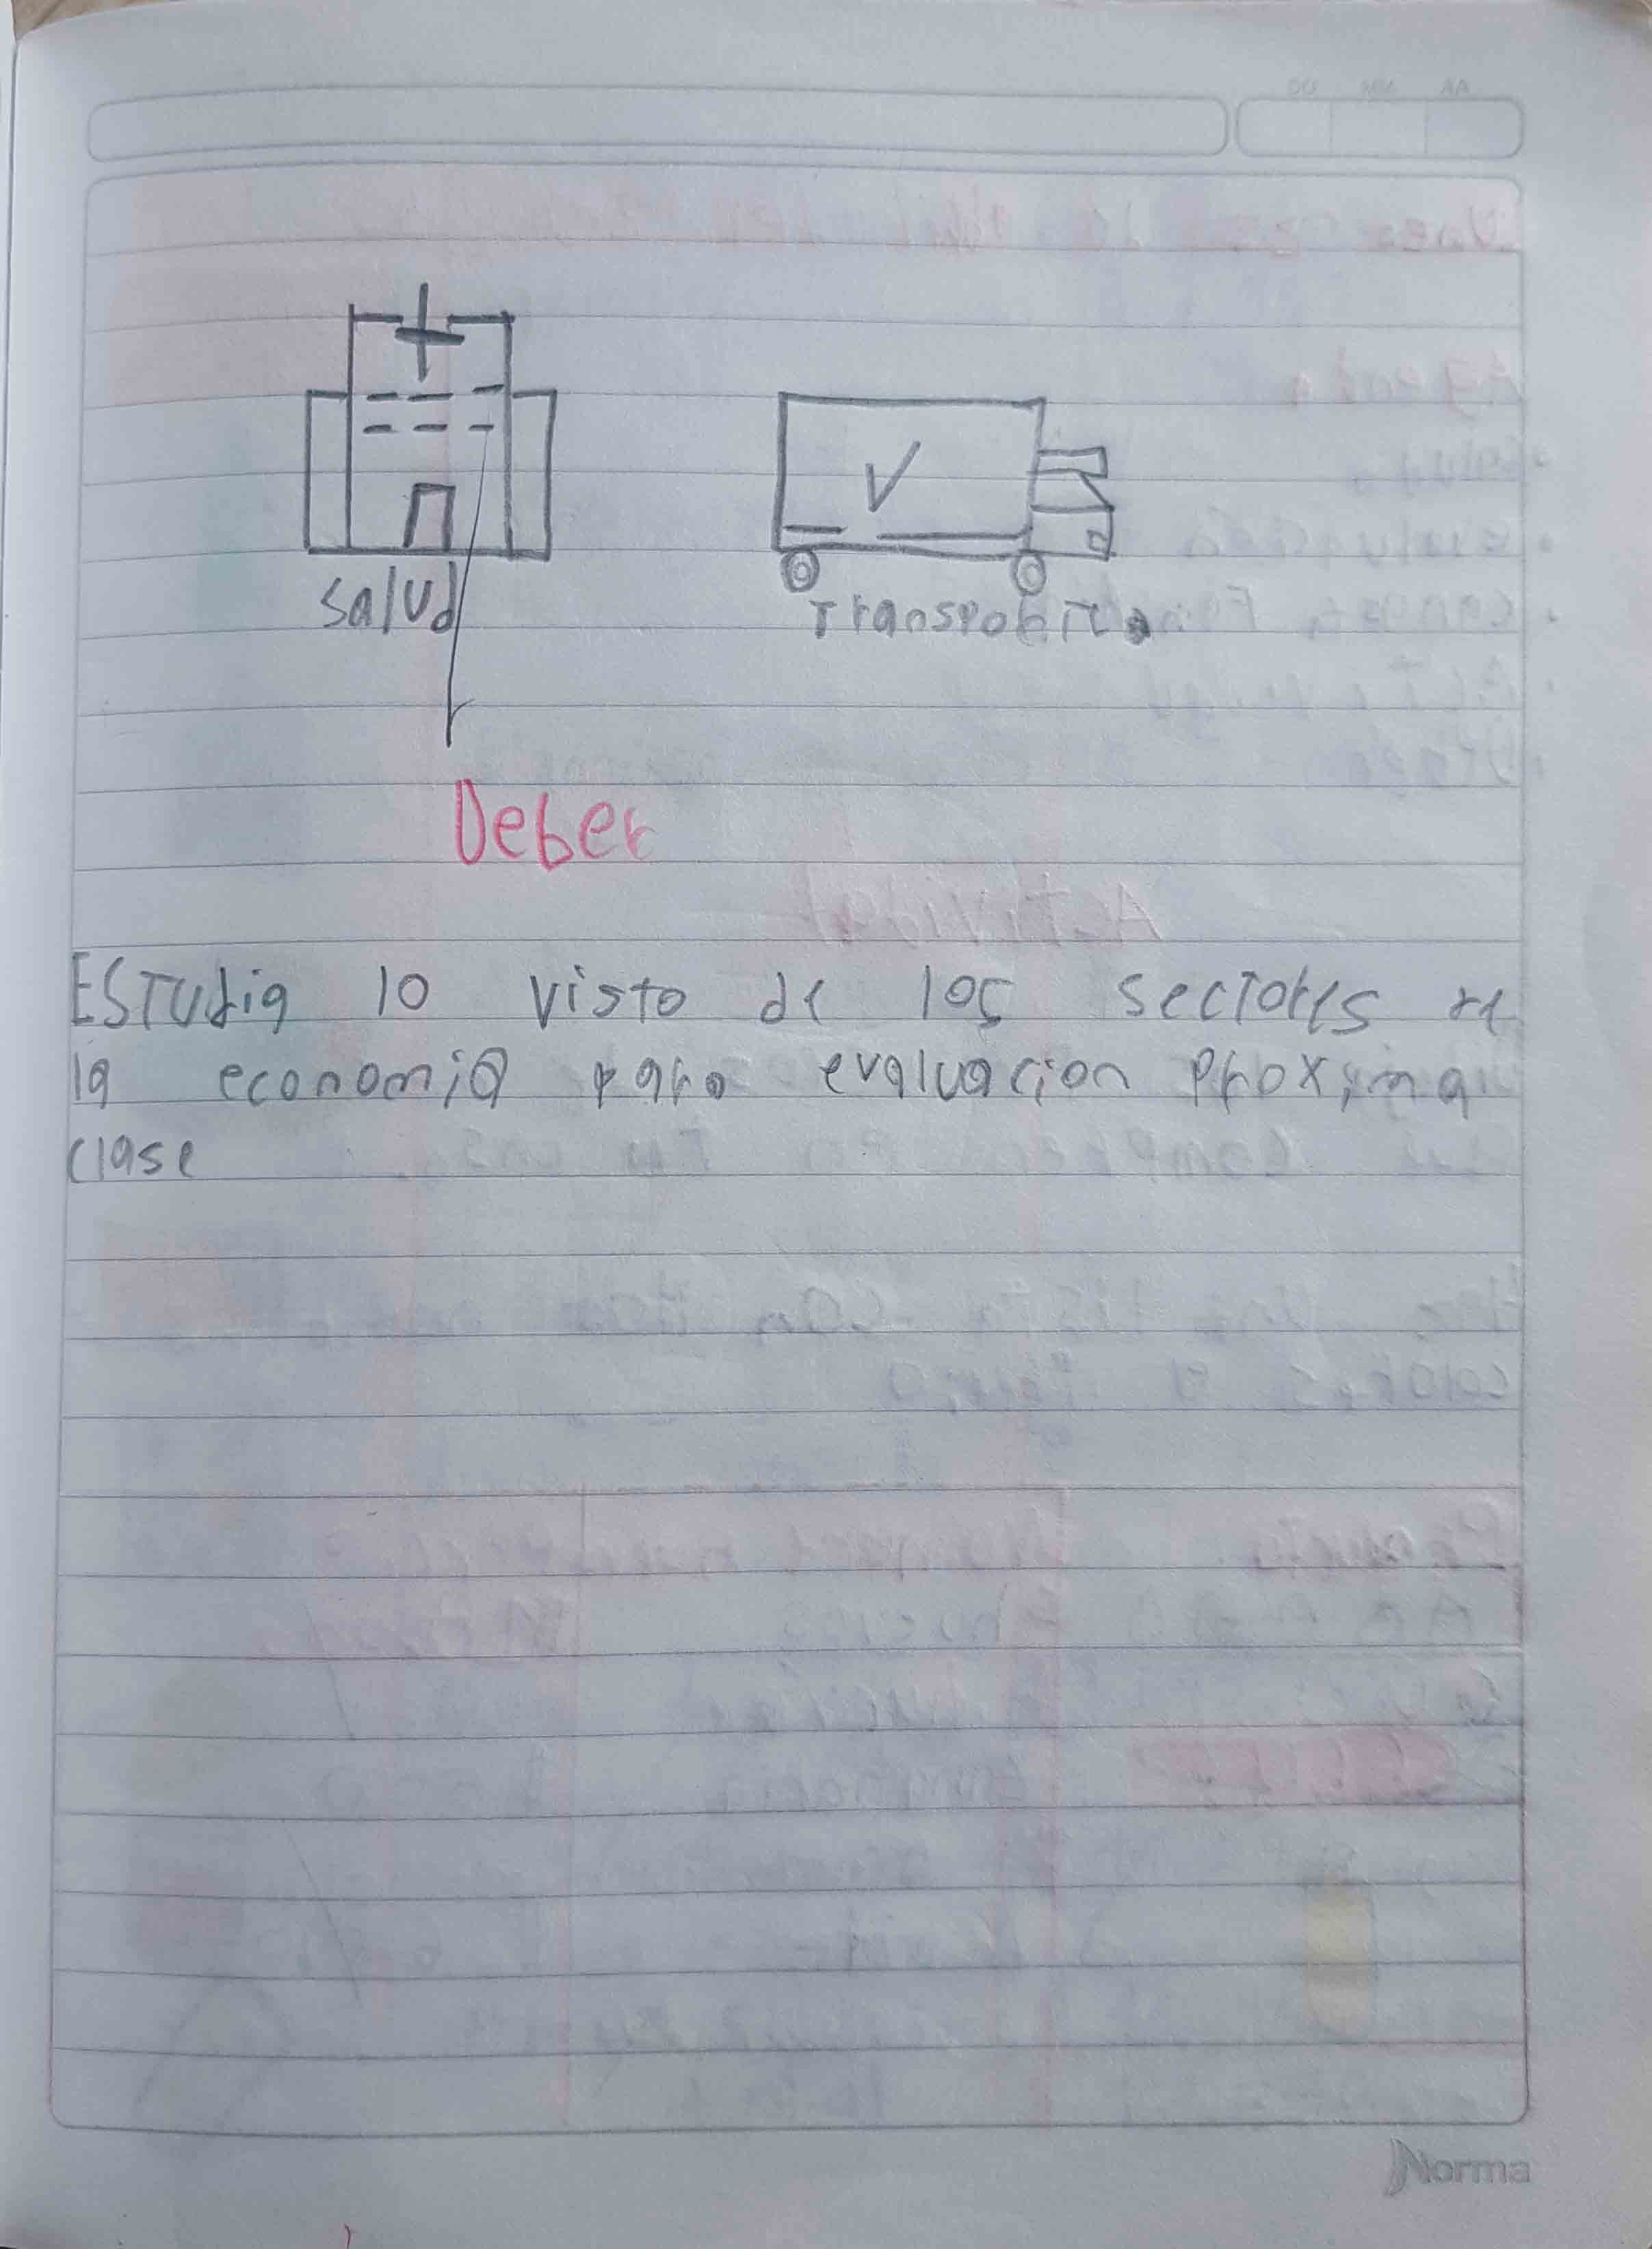 DD MM AA
salud
Transporte
Deber
ESTudia lo visto de los sectores de
la economia para evaluacion Proxima
clase
Norma